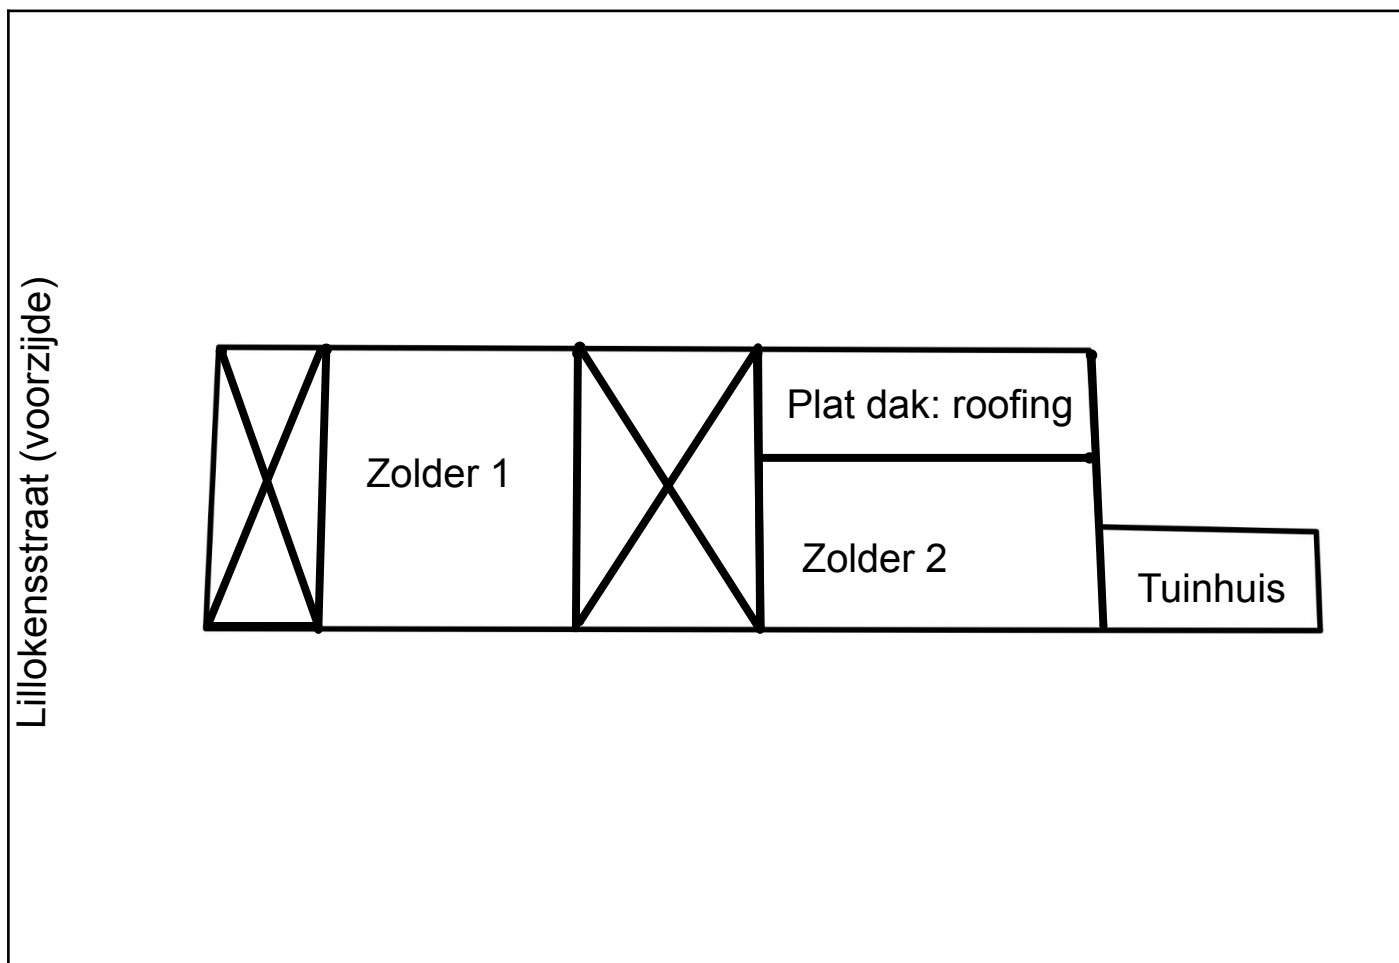 Lillokensstraat (voorzijde)
Zolder 1
Plat dak: roofing
Zolder 2
Tuinhuis